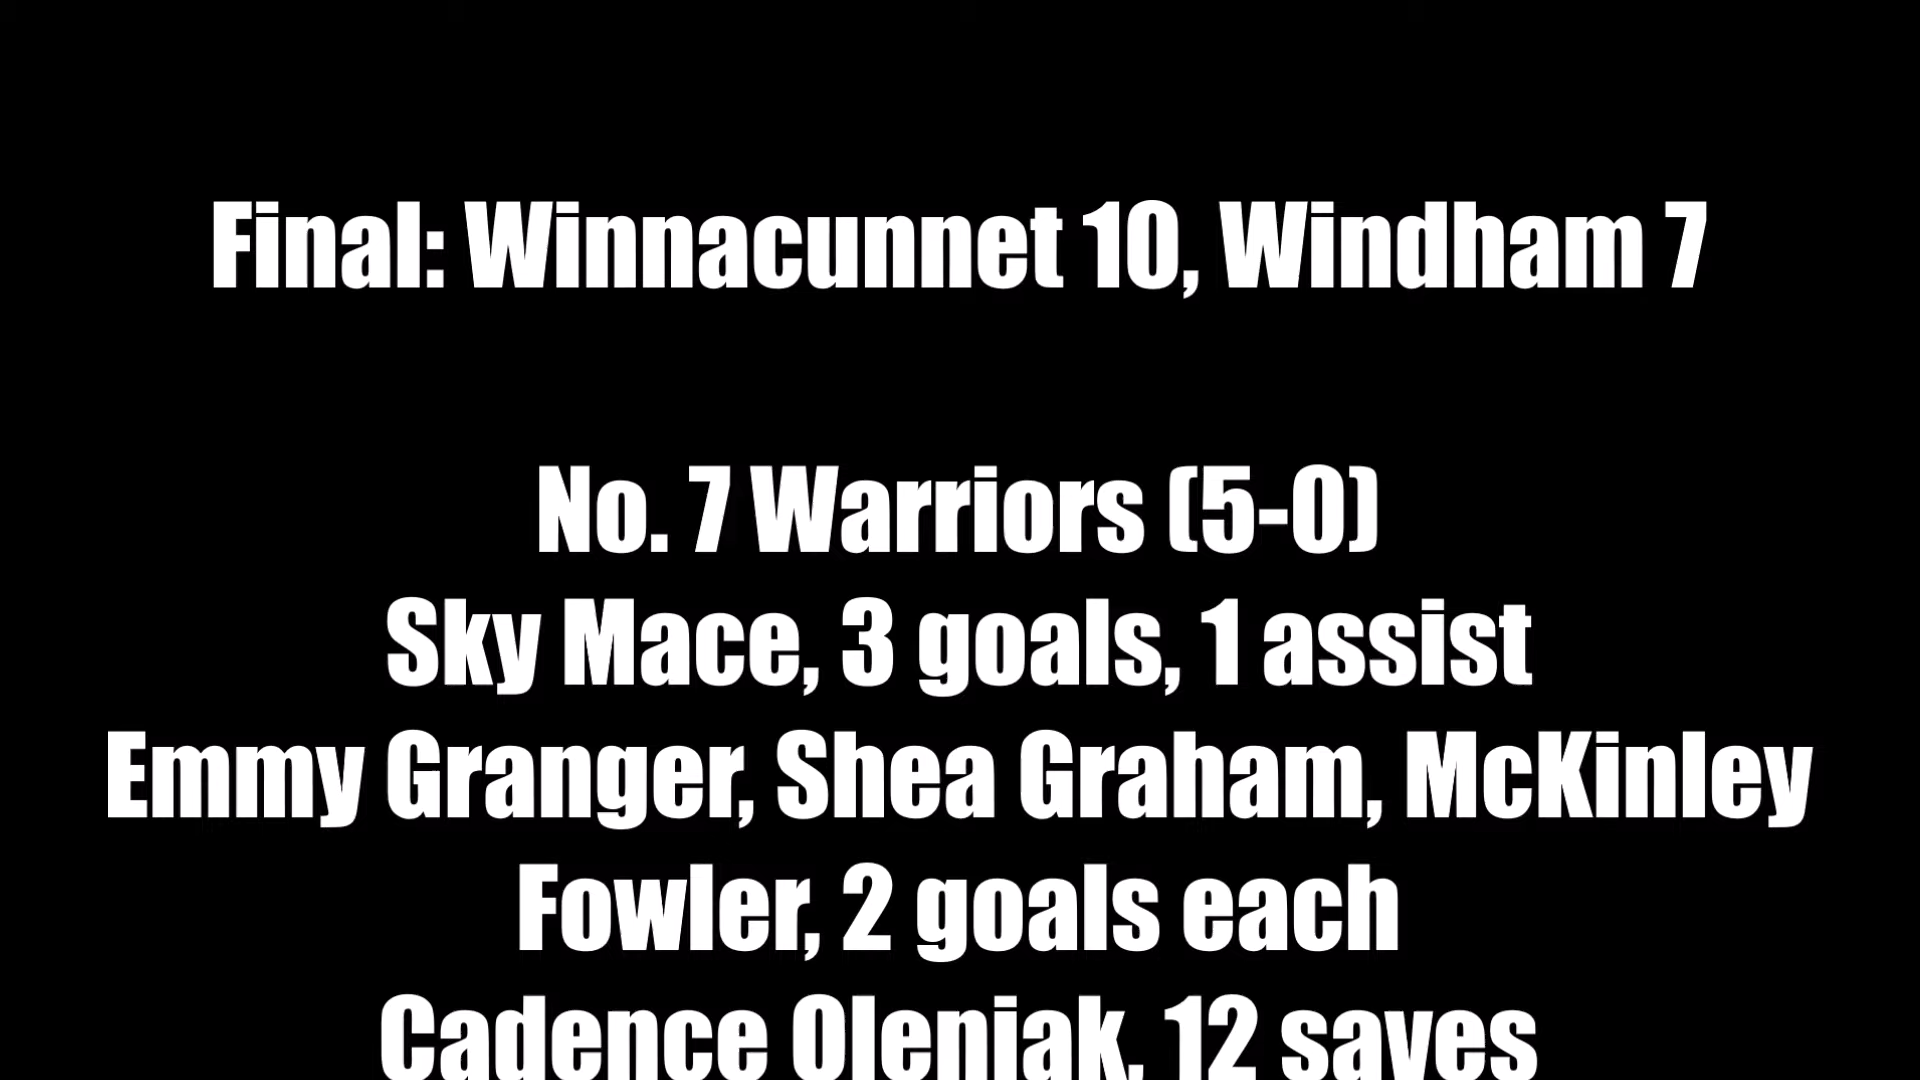 Final: Winnacunnet 10, Windham 7
No. 7 Warriors (5-0)
Sky Mace, 3 goals, 1 assist
Emmy Granger, Shea Graham, McKinley
Fowler, 2 goals each
Cadence Oleniak, 12 saves